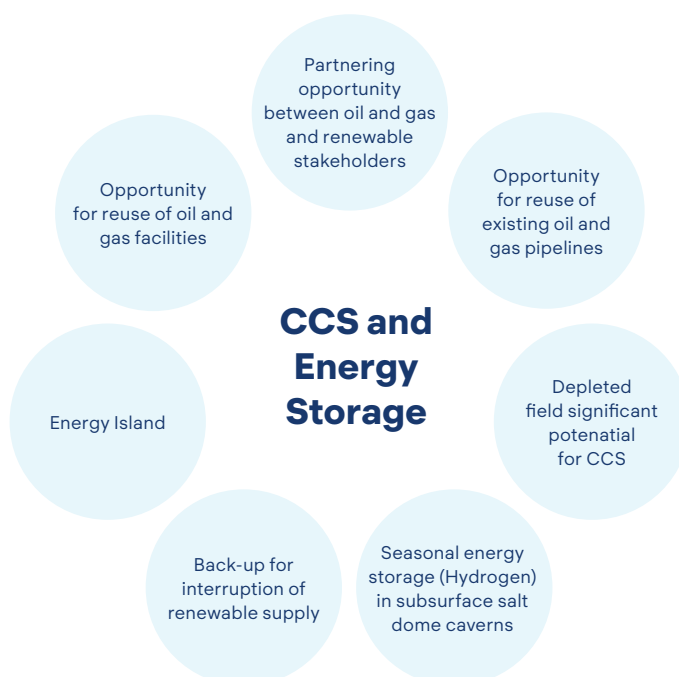 Partnering
opportunity
between oil and gas
and renewable
stakeholders
Opportunity
for reuse of
existing oil and
gas pipelines
Depleted
field significant
potenatial
for CCS
Seasonal energy
storage (Hydrogen)
in subsurface salt
dome caverns
Back-up for
interruption of
renewable supply
Energy Island
Opportunity
for reuse of oil and
gas facilities
CCS and
Energy
Storage